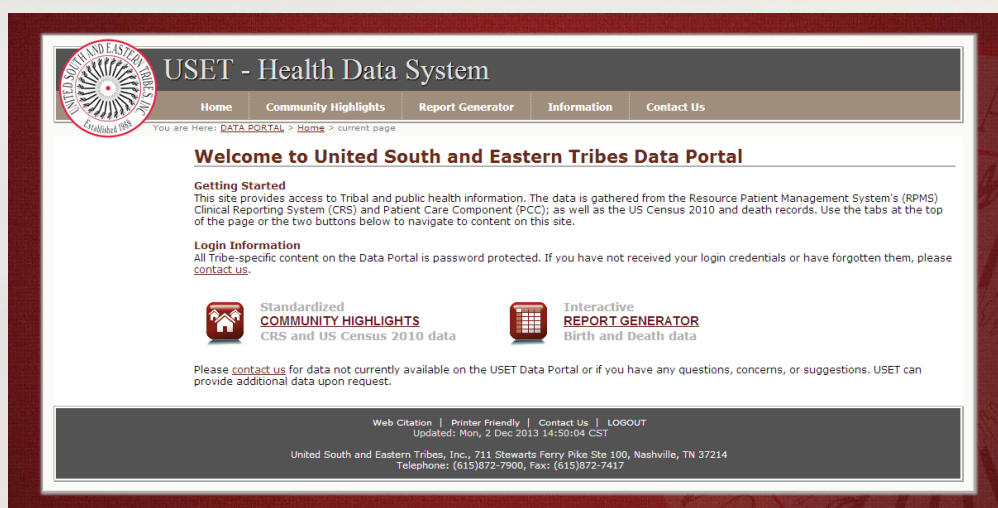 UNITED SOUTH AND EASTERN TRIBES, INC.
Established 1969
USET - Health Data System
Home Community Highlights Report Generator Information Contact Us
You are Here: DATA PORTAL > Home > current page
Welcome to United South and Eastern Tribes Data Portal
Getting Started
This site provides access to Tribal and public health information. The data is gathered from the Resource Patient Management System's (RPMS)
Clinical Reporting System (CRS) and Patient Care Component (PCC); as well as the US Census 2010 and death records. Use the tabs at the top
of the page or the two buttons below to navigate to content on this site.
Login Information
All Tribe-specific content on the Data Portal is password protected. If you have not received your login credentials or have forgotten them, please
contact us.
Standardized
COMMUNITY HIGHLIGHTS
CRS and US Census 2010 data
Interactive
REPORT GENERATOR
Birth and Death data
Please contact us for data not currently available on the USET Data Portal or if you have any questions, concerns, or suggestions. USET can
provide additional data upon request.
Web Citation | Printer Friendly | Contact Us | LOGOUT
Updated: Mon, 2 Dec 2013 14:50:04 CST
United South and Eastern Tribes, Inc., 711 Stewarts Ferry Pike Ste 100, Nashville, TN 37214
Telephone: (615)872-7900, Fax: (615)872-7417